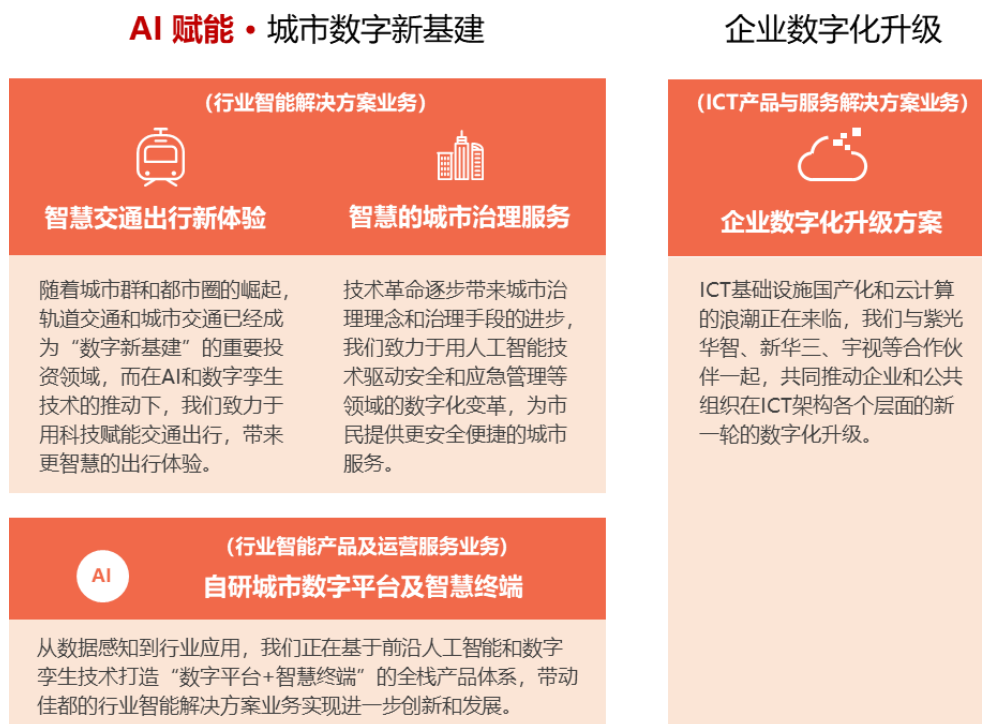 AI 赋能·城市数字新基建
(行业智能解决方案业务)
智慧交通出行新体验
随着城市群和都市圈的崛起，
轨道交通和城市交通已经成
为“数字新基建”的重要投
资领域，而在AI和数字孪生
技术的推动下，我们致力于
用科技赋能交通出行，带来
更智慧的出行体验。
智慧的城市治理服务
技术革命逐步带来城市治
理理念和治理手段的进步，
我们致力于用人工智能技
术驱动安全和应急管理等
领域的数字化变革，为市
民提供更安全便捷的城市
服务。
AI
(行业智能产品及运营服务业务)
自研城市数字平台及智慧终端
从数据感知到行业应用，我们正在基于前沿人工智能和数字
孪生技术打造“数字平台+智慧终端”的全栈产品体系，带动
佳都的行业智能解决方案业务实现进一步创新和发展。
企业数字化升级
(ICT产品与服务解决方案业务)
企业数字化升级方案
ICT基础设施国产化和云计算
的浪潮正在来临，我们与紫光
华智、新华三、宇视等合作伙
伴一起，共同推动企业和公共
组织在ICT架构各个层面的新
一轮的数字化升级。